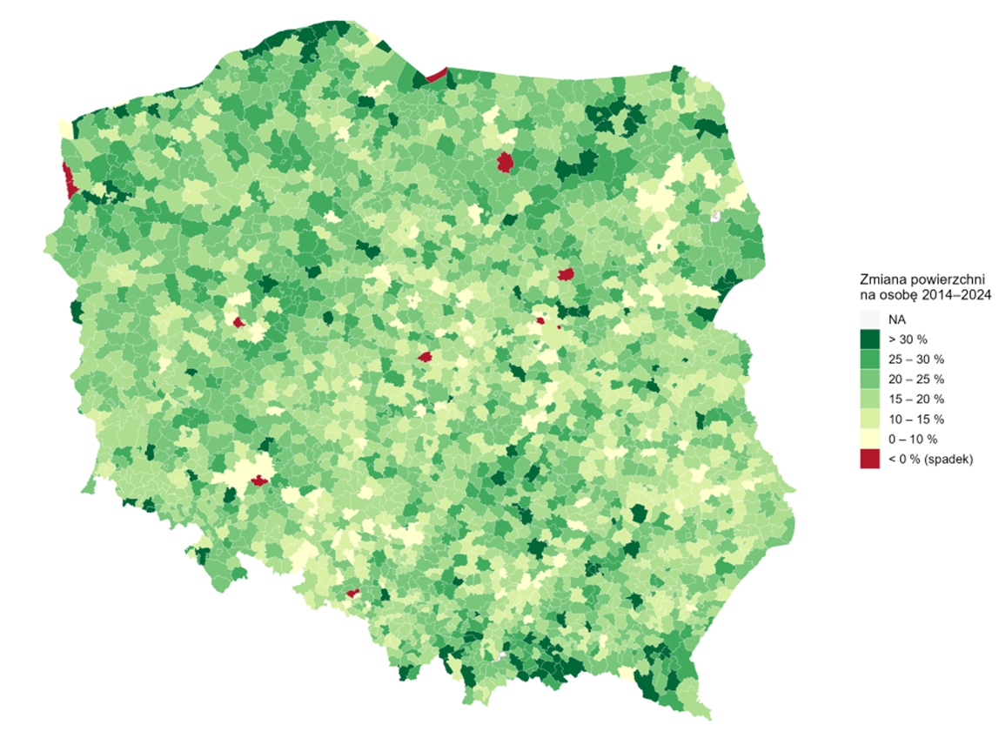 Zmiana powierzchni
na osobę 2014–2024
NA
> 30 %
25 – 30 %
20 – 25 %
15 – 20 %
10 – 15 %
0 – 10 %
< 0 % (spadek)